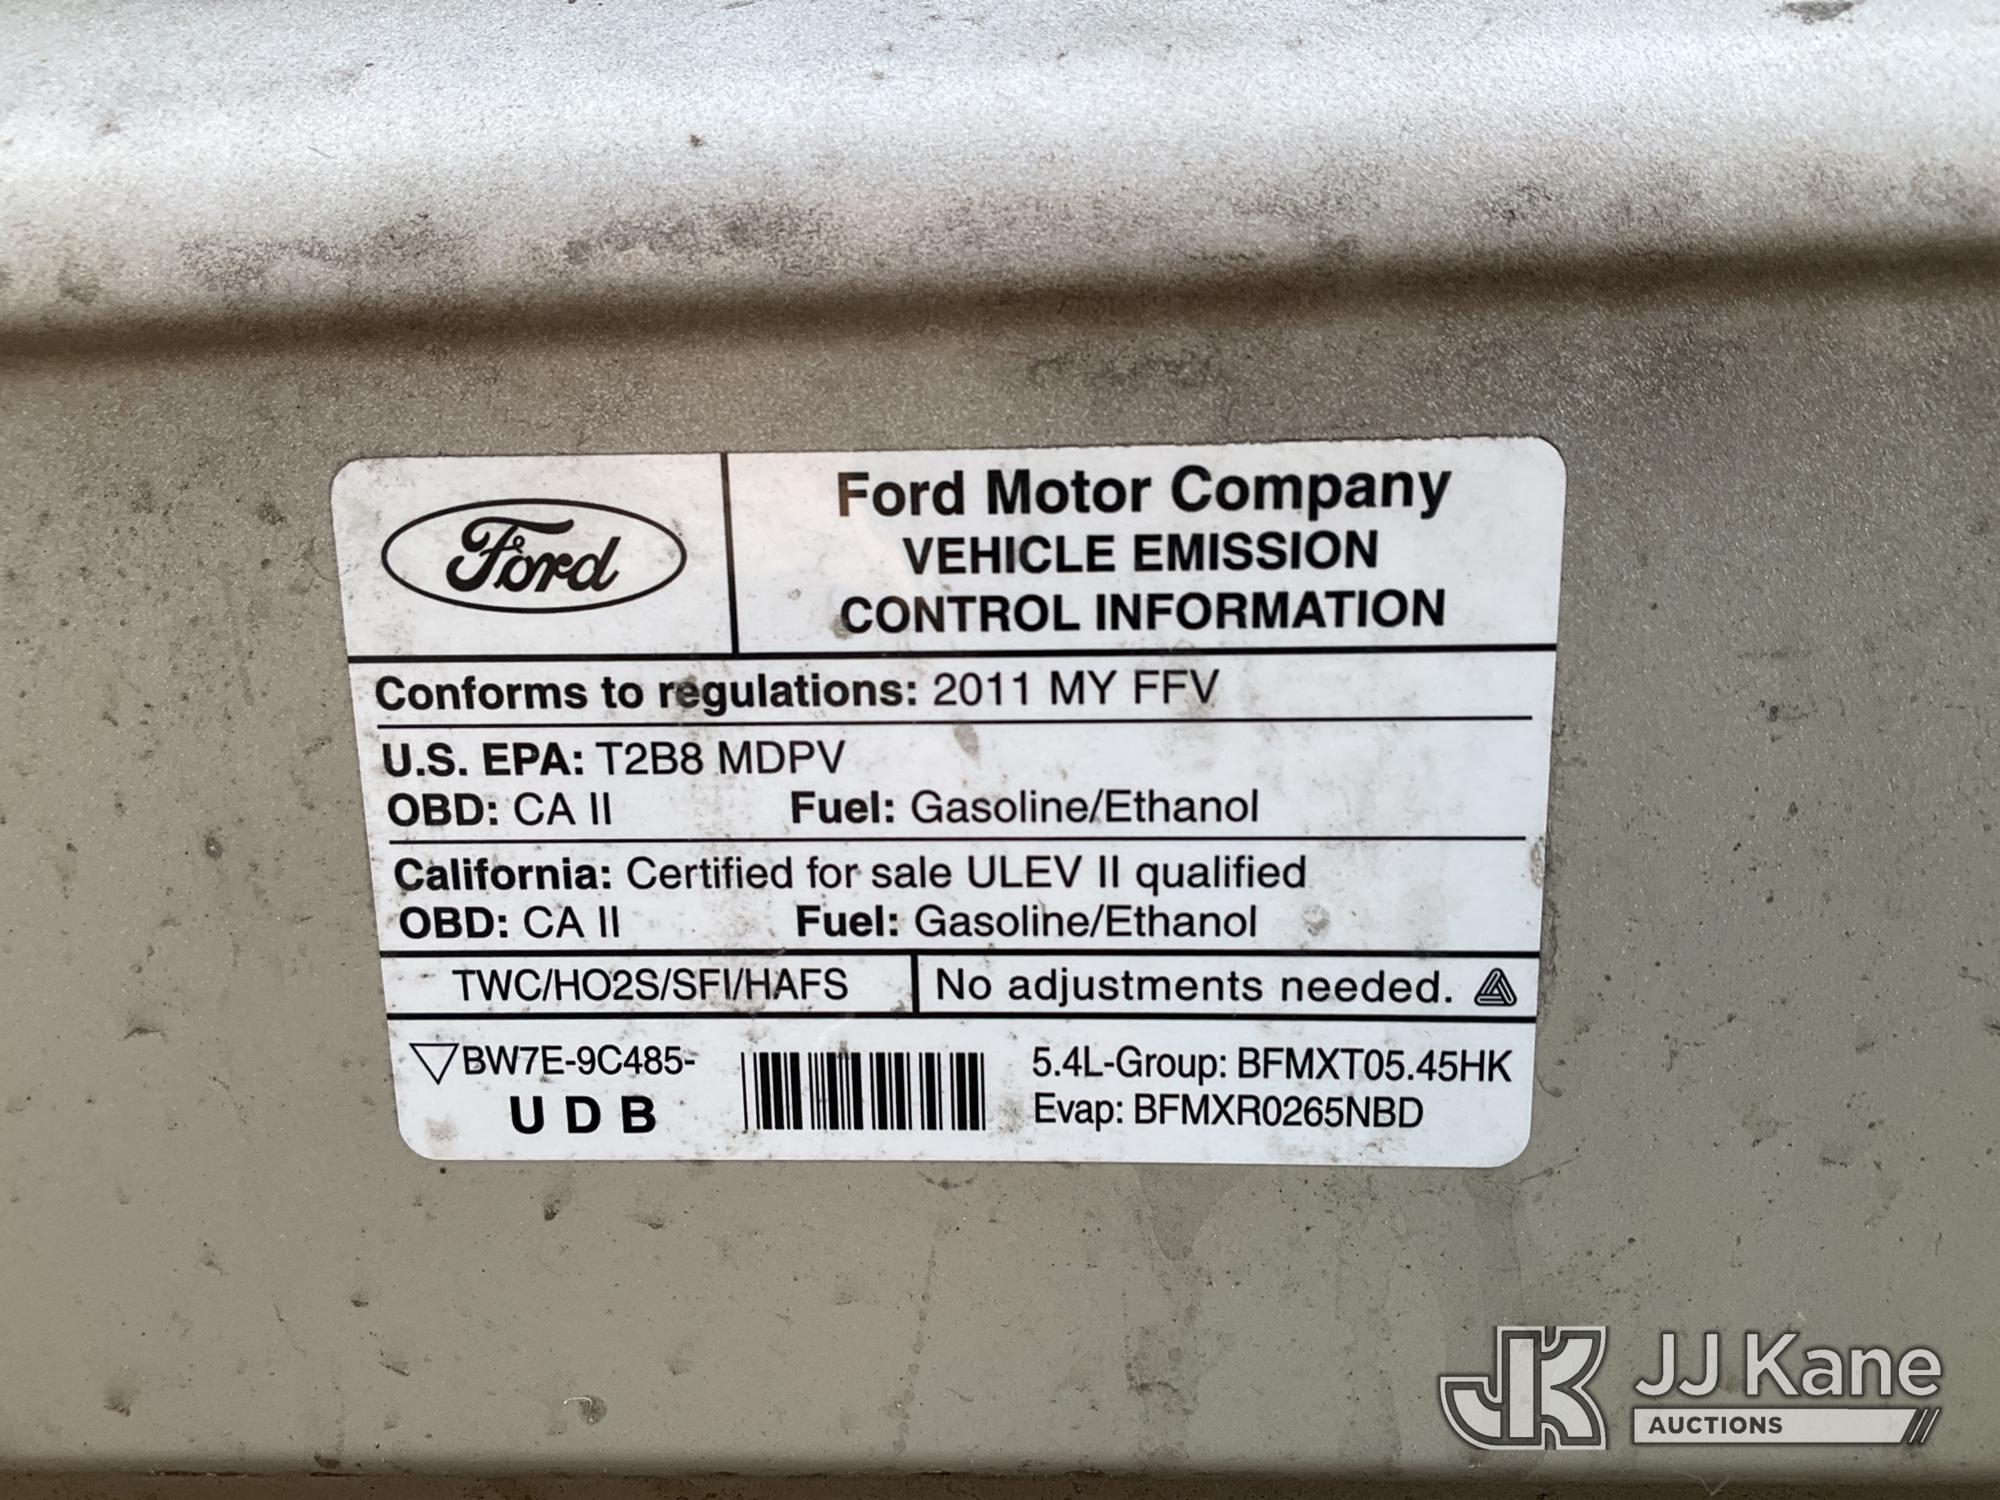 Ford
Ford Motor Company
VEHICLE EMISSION
CONTROL INFORMATION
Conforms to regulations: 2011 MY FFV
U.S. EPA: T2B8 MDPV
OBD: CA II Fuel: Gasoline/Ethanol
California: Certified for sale ULEV II qualified
OBD: CA II Fuel: Gasoline/Ethanol
TWC/HO2S/SFI/HAFS
No adjustments needed.
BW7E-9C485-
U D B
5.4L-Group: BFMXT05.45HK
Evap: BFMXR0265NBD
JK JJ Kane
AUCTIONS